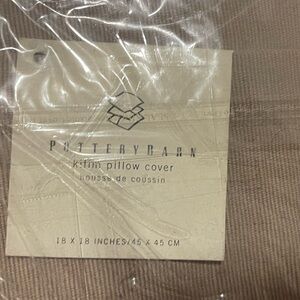 POTTERYBARN
kilim pillow cover
housse de coussin
18 X 18 INCHES/45 X 45 CM